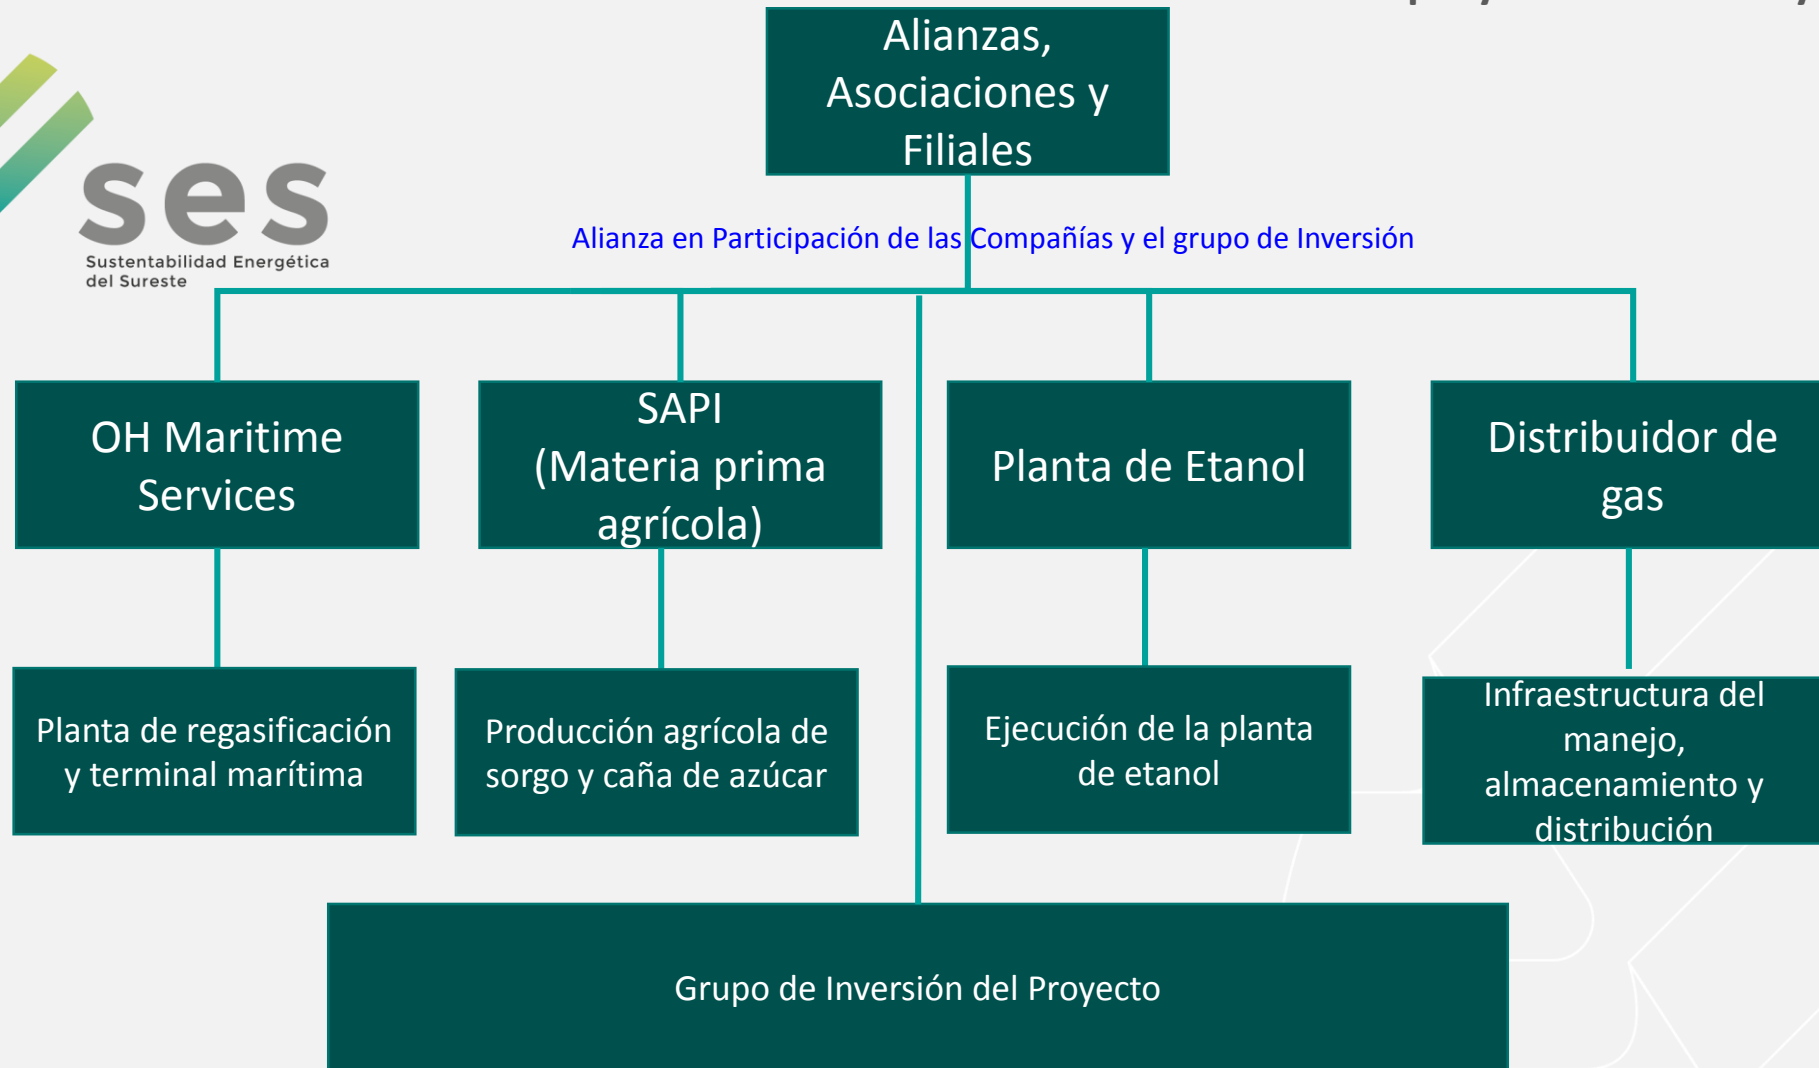 Alianzas,
Asociaciones y
Filiales
ses
Sustentabilidad Energética
del Sureste
Alianza en Participación de las Compañías y el grupo de Inversión
OH Maritime
Services
SAPI
(Materia prima
agrícola)
Planta de Etanol
Distribuidor de
gas
Planta de regasificación
y terminal marítima
Producción agrícola de
sorgo y caña de azúcar
Ejecución de la planta
de etanol
Infraestructura del
manejo,
almacenamiento y
distribución
Grupo de Inversión del Proyecto